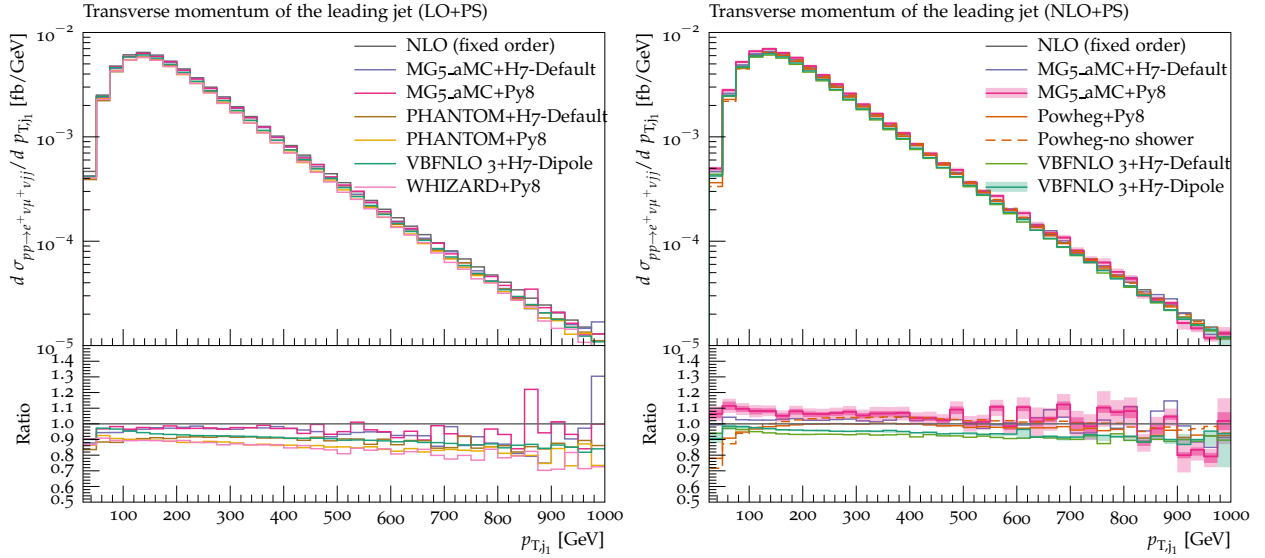 Transverse momentum of the leading jet (LO+PS)
10⁻²
10⁻³
10⁻⁴
10⁻⁵
d σ_{pp→e⁺νμ⁺νjj}/d p_{T,j₁} [fb/GeV]
NLO (fixed order)
MG5_aMC+H7-Default
MG5_aMC+Py8
PHANTOM+H7-Default
PHANTOM+Py8
VBFNLO 3+H7-Dipole
WHIZARD+Py8
1.4
1.3
1.2
1.1
1.0
0.9
0.8
0.7
0.6
0.5
Ratio
100 200 300 400 500 600 700 800 900 1000
p_{T,j₁} [GeV]
Transverse momentum of the leading jet (NLO+PS)
10⁻²
10⁻³
10⁻⁴
10⁻⁵
d σ_{pp→e⁺νμ⁺νjj}/d p_{T,j₁} [fb/GeV]
NLO (fixed order)
MG5_aMC+H7-Default
MG5_aMC+Py8
Powheg+Py8
Powheg-no shower
VBFNLO 3+H7-Default
VBFNLO 3+H7-Dipole
1.4
1.3
1.2
1.1
1.0
0.9
0.8
0.7
0.6
0.5
Ratio
100 200 300 400 500 600 700 800 900 1000
p_{T,j₁} [GeV]